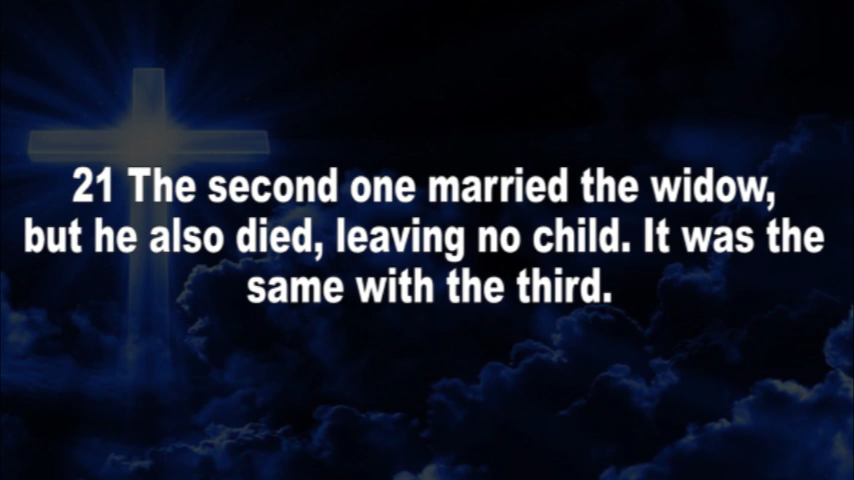 21 The second one married the widow,
but he also died, leaving no child. It was the
same with the third.